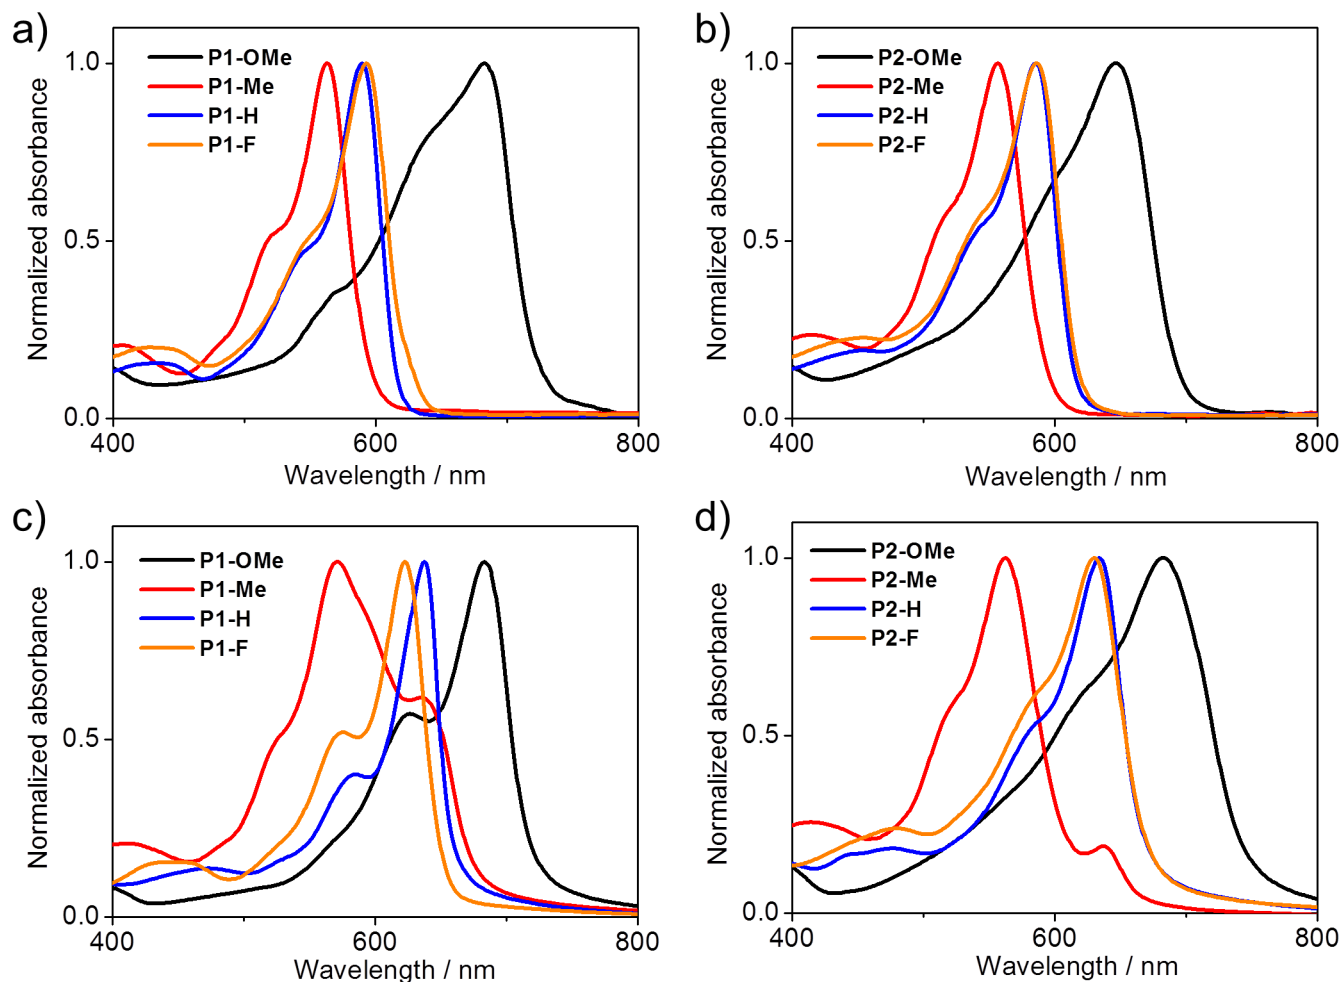 a)
Normalized absorbance
1.0
0.5
0.0
P1-OMe
P1-Me
P1-H
P1-F
400
600
800
Wavelength / nm
b)
Normalized absorbance
1.0
0.5
0.0
P2-OMe
P2-Me
P2-H
P2-F
400
600
800
Wavelength / nm
c)
Normalized absorbance
1.0
0.5
0.0
P1-OMe
P1-Me
P1-H
P1-F
400
600
800
Wavelength / nm
d)
Normalized absorbance
1.0
0.5
0.0
P2-OMe
P2-Me
P2-H
P2-F
400
600
800
Wavelength / nm